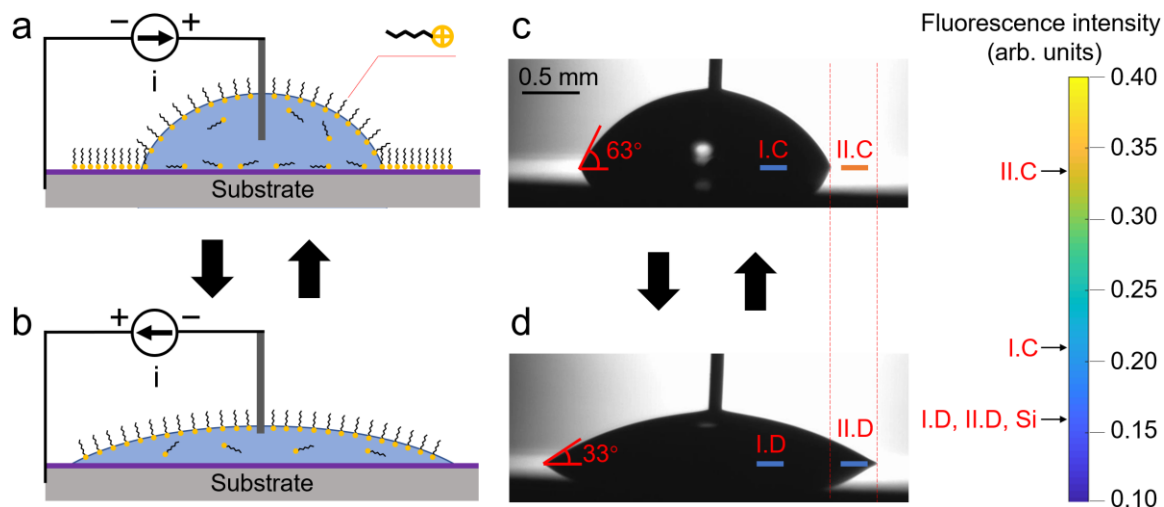 a
− +
i
Substrate
b
+ −
i
Substrate
c
0.5 mm
63°
I.C
II.C
d
33°
I.D
II.D
Fluorescence intensity
(arb. units)
II.C
I.C
I.D, II.D, Si
0.40
0.35
0.30
0.25
0.20
0.15
0.10